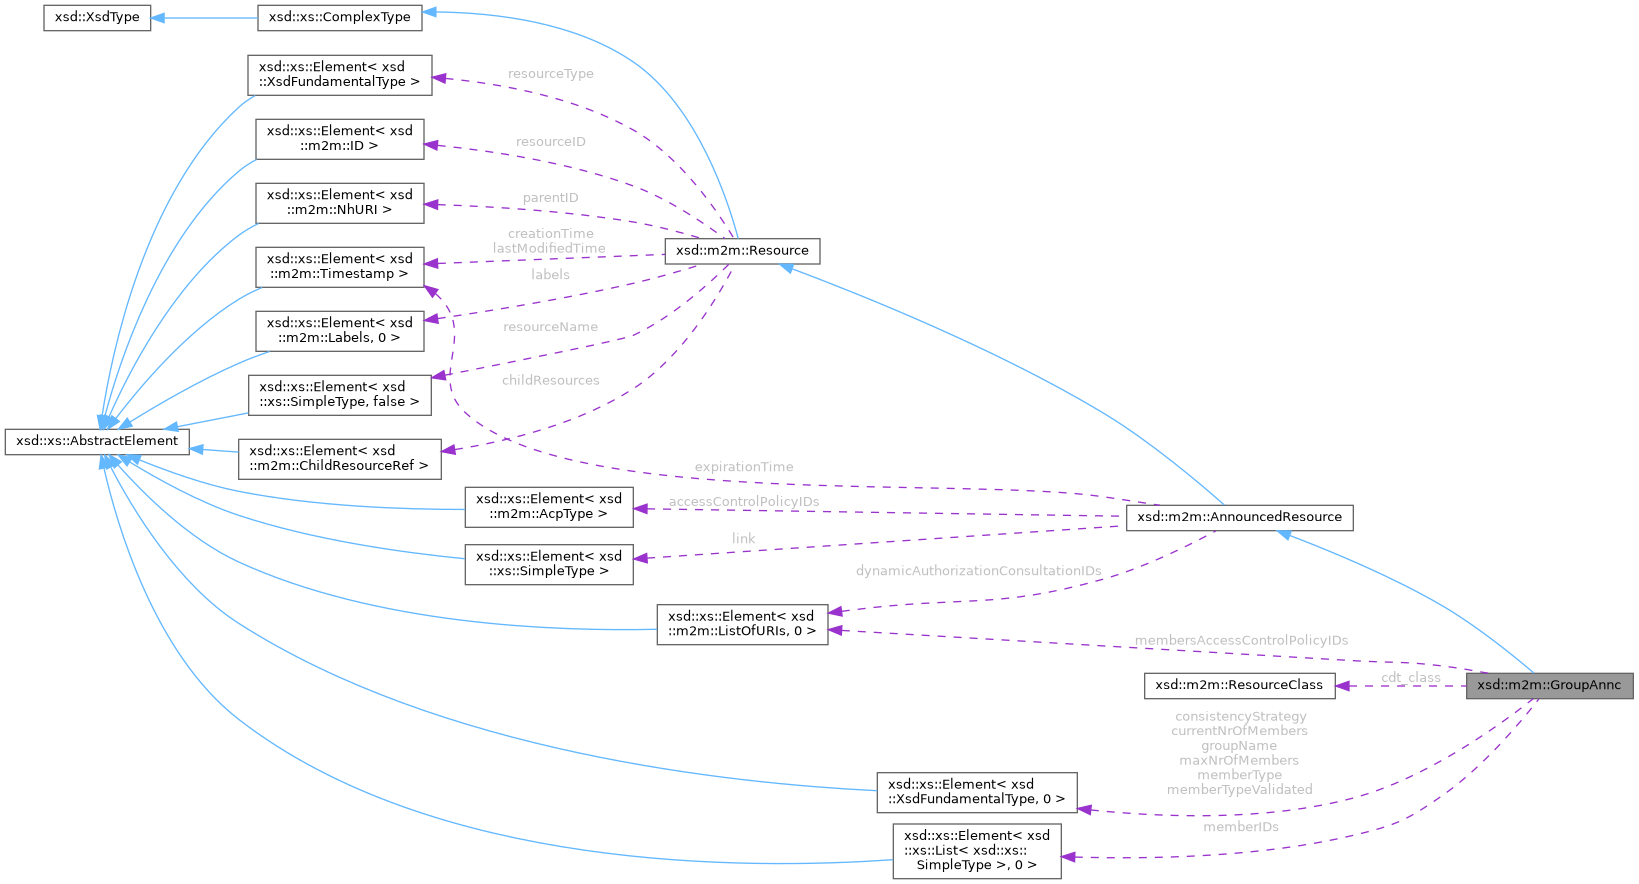 xsd::XsdType
xsd::xs::ComplexType
xsd::xs::Element< xsd
::XsdFundamentalType >
resourceType
xsd::xs::Element< xsd
::m2m::ID >
resourceID
xsd::xs::Element< xsd
::m2m::NhURI >
parentID
creationTime
lastModifiedTime
xsd::m2m::Resource
xsd::xs::Element< xsd
::m2m::Timestamp >
labels
xsd::xs::Element< xsd
::m2m::Labels, 0 >
resourceName
xsd::xs::Element< xsd
::xs::SimpleType, false >
childResources
xsd::xs::AbstractElement
xsd::xs::Element< xsd
::m2m::ChildResourceRef >
expirationTime
xsd::xs::Element< xsd
::m2m::AcpType >
accessControlPolicyIDs
xsd::m2m::AnnouncedResource
link
xsd::xs::Element< xsd
::xs::SimpleType >
dynamicAuthorizationConsultationIDs
xsd::xs::Element< xsd
::m2m::ListOfURIs, 0 >
membersAccessControlPolicyIDs
xsd::m2m::ResourceClass
cdt_class
xsd::m2m::GroupAnnc
consistencyStrategy
currentNrOfMembers
groupName
maxNrOfMembers
memberType
memberTypeValidated
xsd::xs::Element< xsd
::XsdFundamentalType, 0 >
memberIDs
xsd::xs::Element< xsd
::xs::List< xsd::xs::
SimpleType >, 0 >